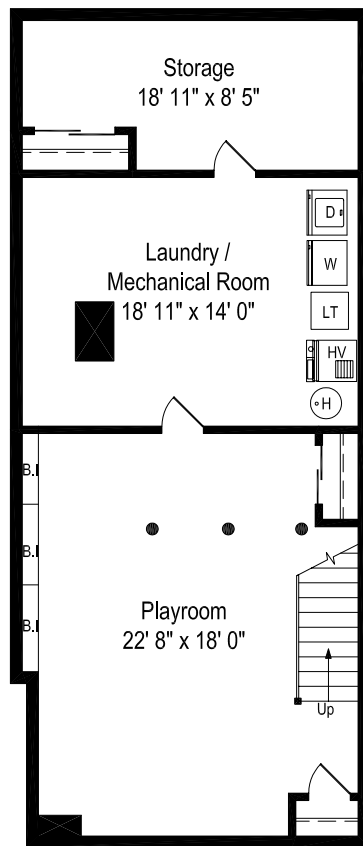 Storage
18' 11" x 8' 5"
D
W
LT
HV
H
Laundry /
Mechanical Room
18' 11" x 14' 0"
B.I
B.I
B.I
Playroom
22' 8" x 18' 0"
N
Up